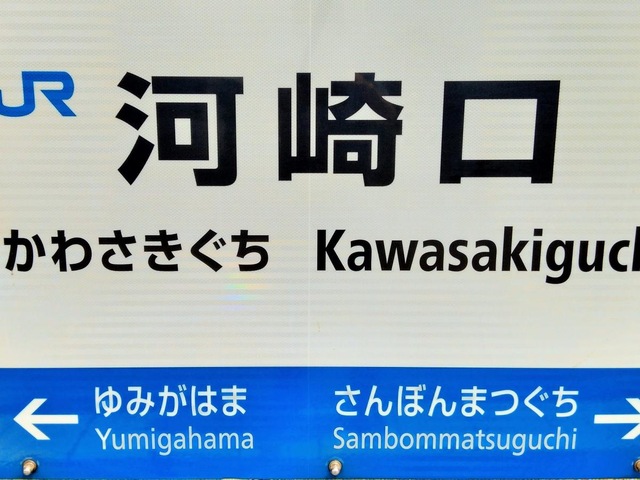 JR 河崎口
かわさきぐち Kawasakiguch
← ゆみがはま さんぼんまつぐち →
Yumigahama Sambommatsuguchi